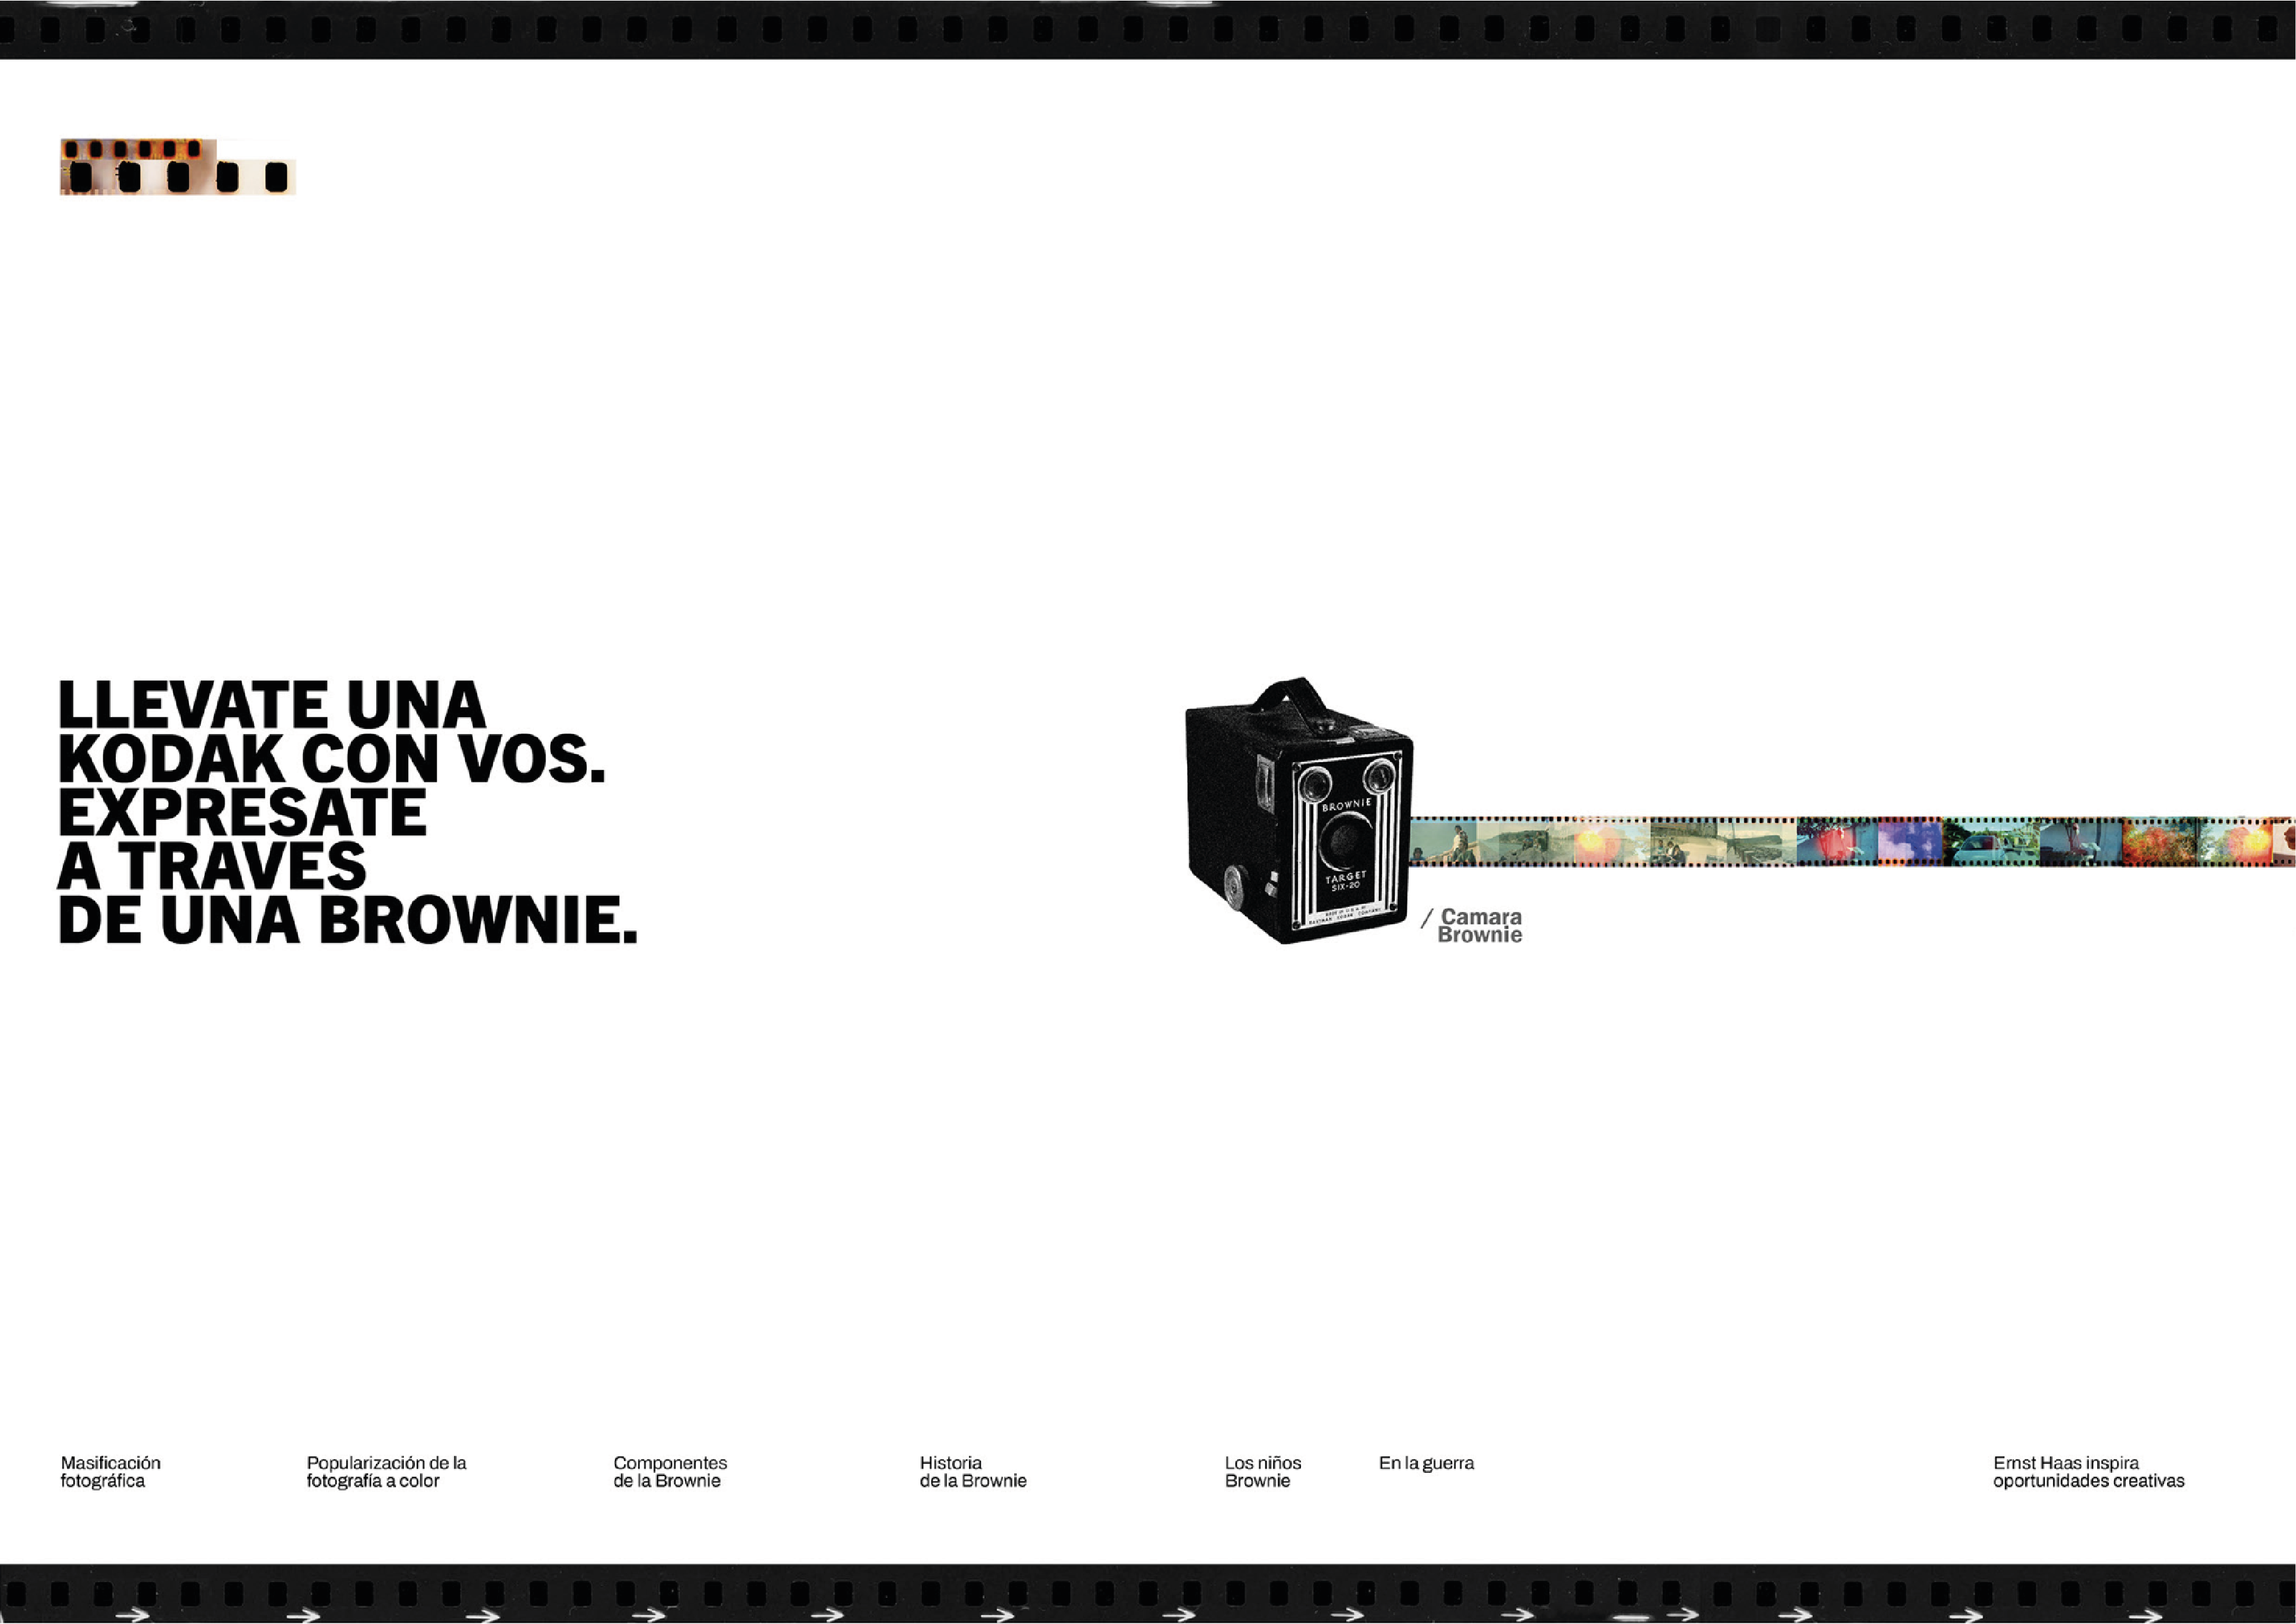 LLEVATE UNA
KODAK CON VOS.
EXPRESATE
A TRAVES
DE UNA BROWNIE.
BROWNIE
TARGET
SIX-20
/ Camara
Brownie
Masificación
fotográfica
Popularización de la
fotografía a color
Componentes
de la Brownie
Historia
de la Brownie
Los niños
Brownie
En la guerra
Ernst Haas inspira
oportunidades creativas